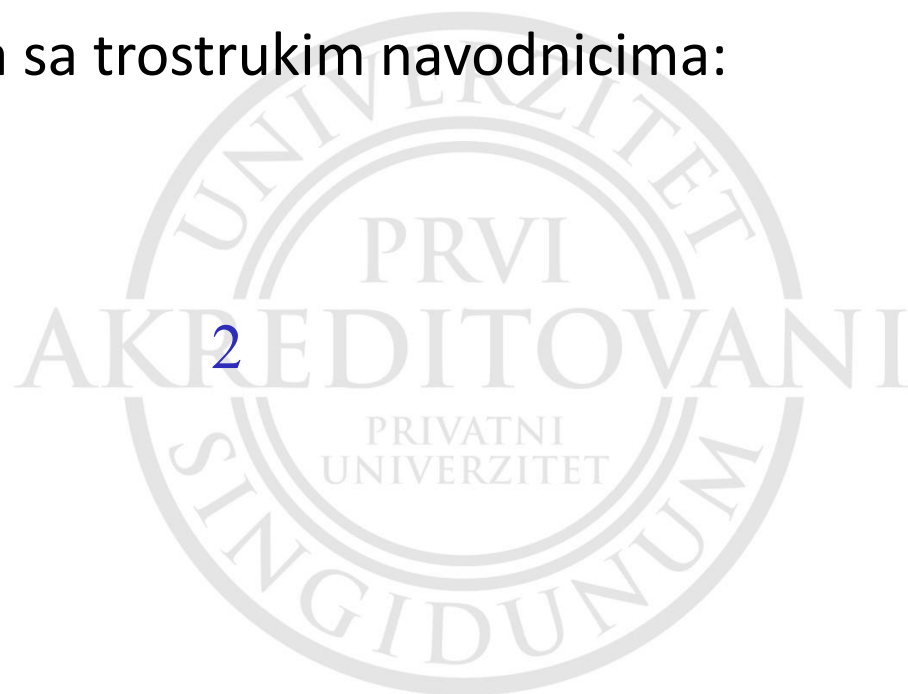 sa trostrukim navodnicima:
UNIVERZITET
PRVI
AKREDITOVANI
2
PRIVATNI
UNIVERZITET
SINGIDUNUM